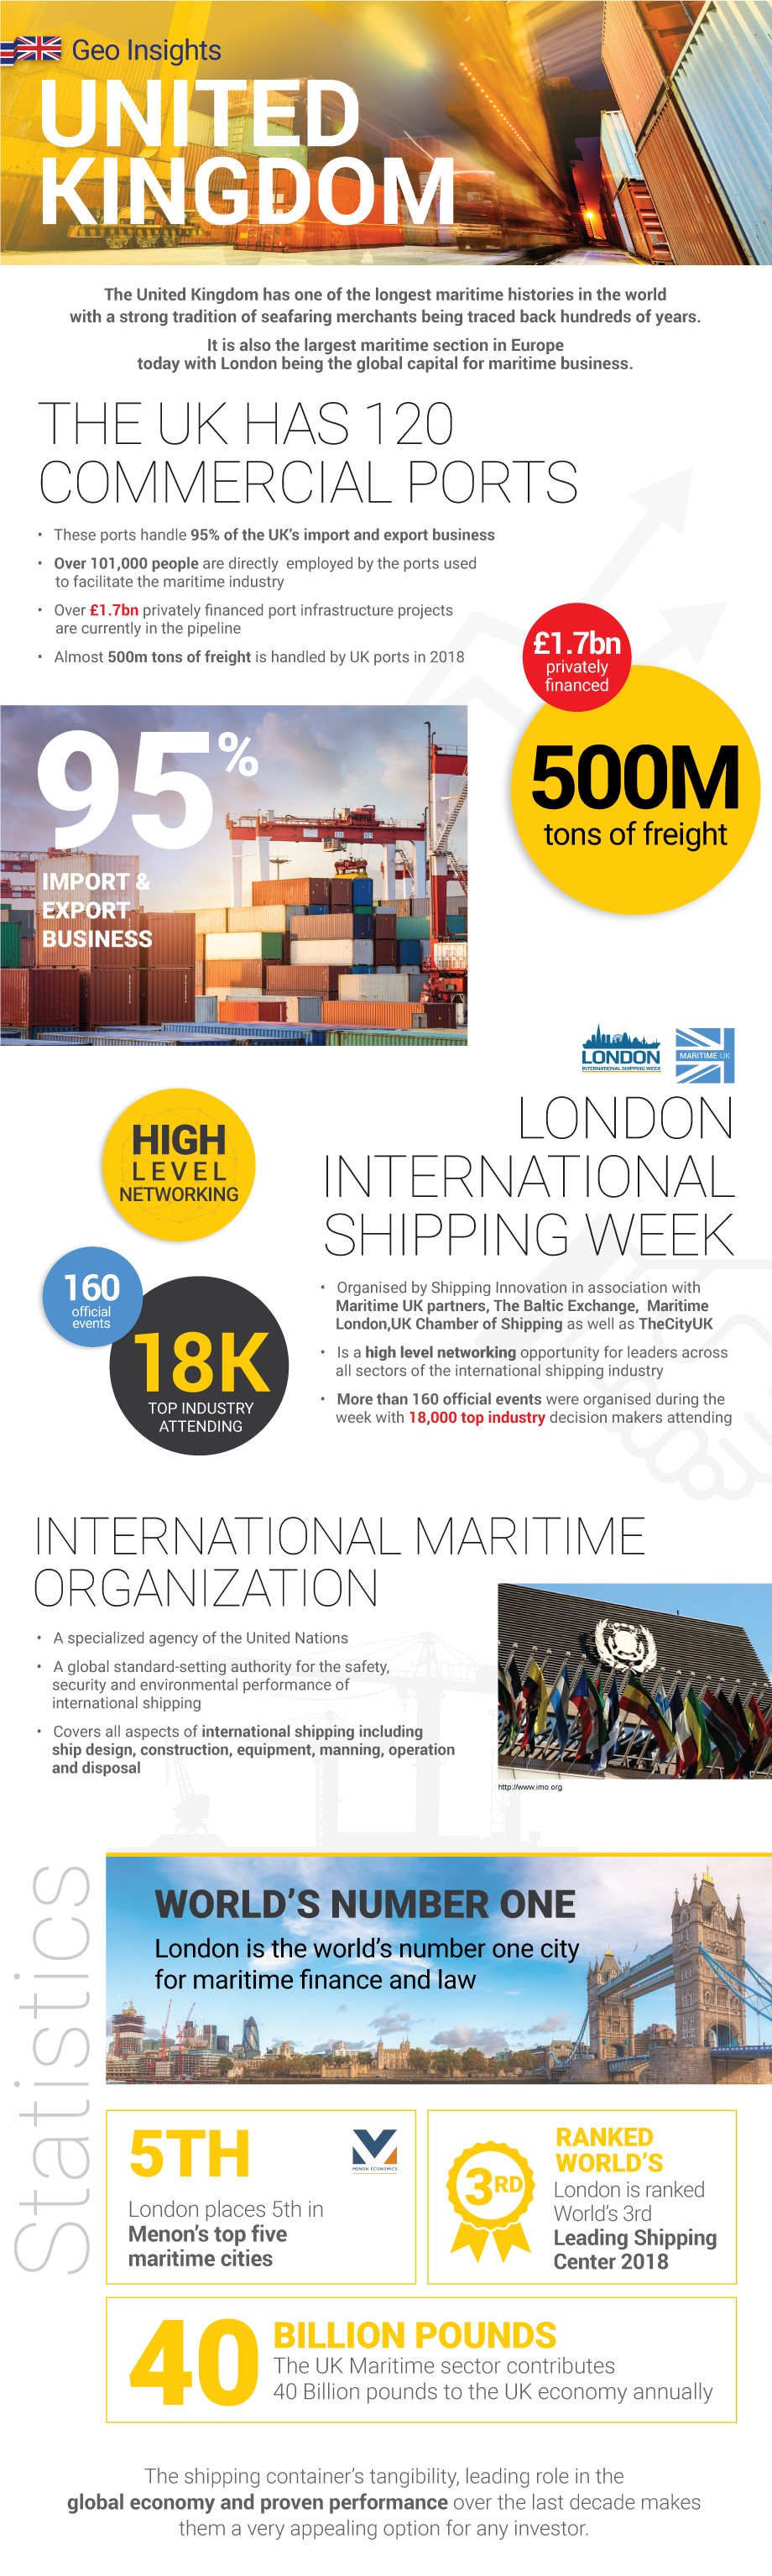 Geo Insights
UNITED
KINGDOM
The United Kingdom has one of the longest maritime histories in the world
with a strong tradition of seafaring merchants being traced back hundreds of years.
It is also the largest maritime section in Europe
today with London being the global capital for maritime business.
THE UK HAS 120
COMMERCIAL PORTS
• These ports handle 95% of the UK's import and export business
• Over 101,000 people are directly employed by the ports used
to facilitate the maritime industry
• Over £1.7bn privately financed port infrastructure projects
are currently in the pipeline
• Almost 500m tons of freight is handled by UK ports in 2018
£1.7bn
privately
financed
500M
tons of freight
95%
IMPORT &
EXPORT
BUSINESS
LONDON
INTERNATIONAL SHIPPING WEEK
MARITIME UK
LONDON
INTERNATIONAL
SHIPPING WEEK
HIGH
LEVEL
NETWORKING
160
official
events
18K
TOP INDUSTRY
ATTENDING
• Organised by Shipping Innovation in association with
Maritime UK partners, The Baltic Exchange, Maritime
London,UK Chamber of Shipping as well as TheCityUK
• Is a high level networking opportunity for leaders across
all sectors of the international shipping industry
• More than 160 official events were organised during the
week with 18,000 top industry decision makers attending
INTERNATIONAL MARITIME
ORGANIZATION
• A specialized agency of the United Nations
• A global standard-setting authority for the safety,
security and environmental performance of
international shipping
• Covers all aspects of international shipping including
ship design, construction, equipment, manning, operation
and disposal
http://www.imo.org
Statistics
WORLD'S NUMBER ONE
London is the world's number one city
for maritime finance and law
5TH
MENON ECONOMICS
London places 5th in
Menon's top five
maritime cities
3RD
RANKED
WORLD'S
London is ranked
World's 3rd
Leading Shipping
Center 2018
40
BILLION POUNDS
The UK Maritime sector contributes
40 Billion pounds to the UK economy annually
The shipping container's tangibility, leading role in the
global economy and proven performance over the last decade makes
them a very appealing option for any investor.